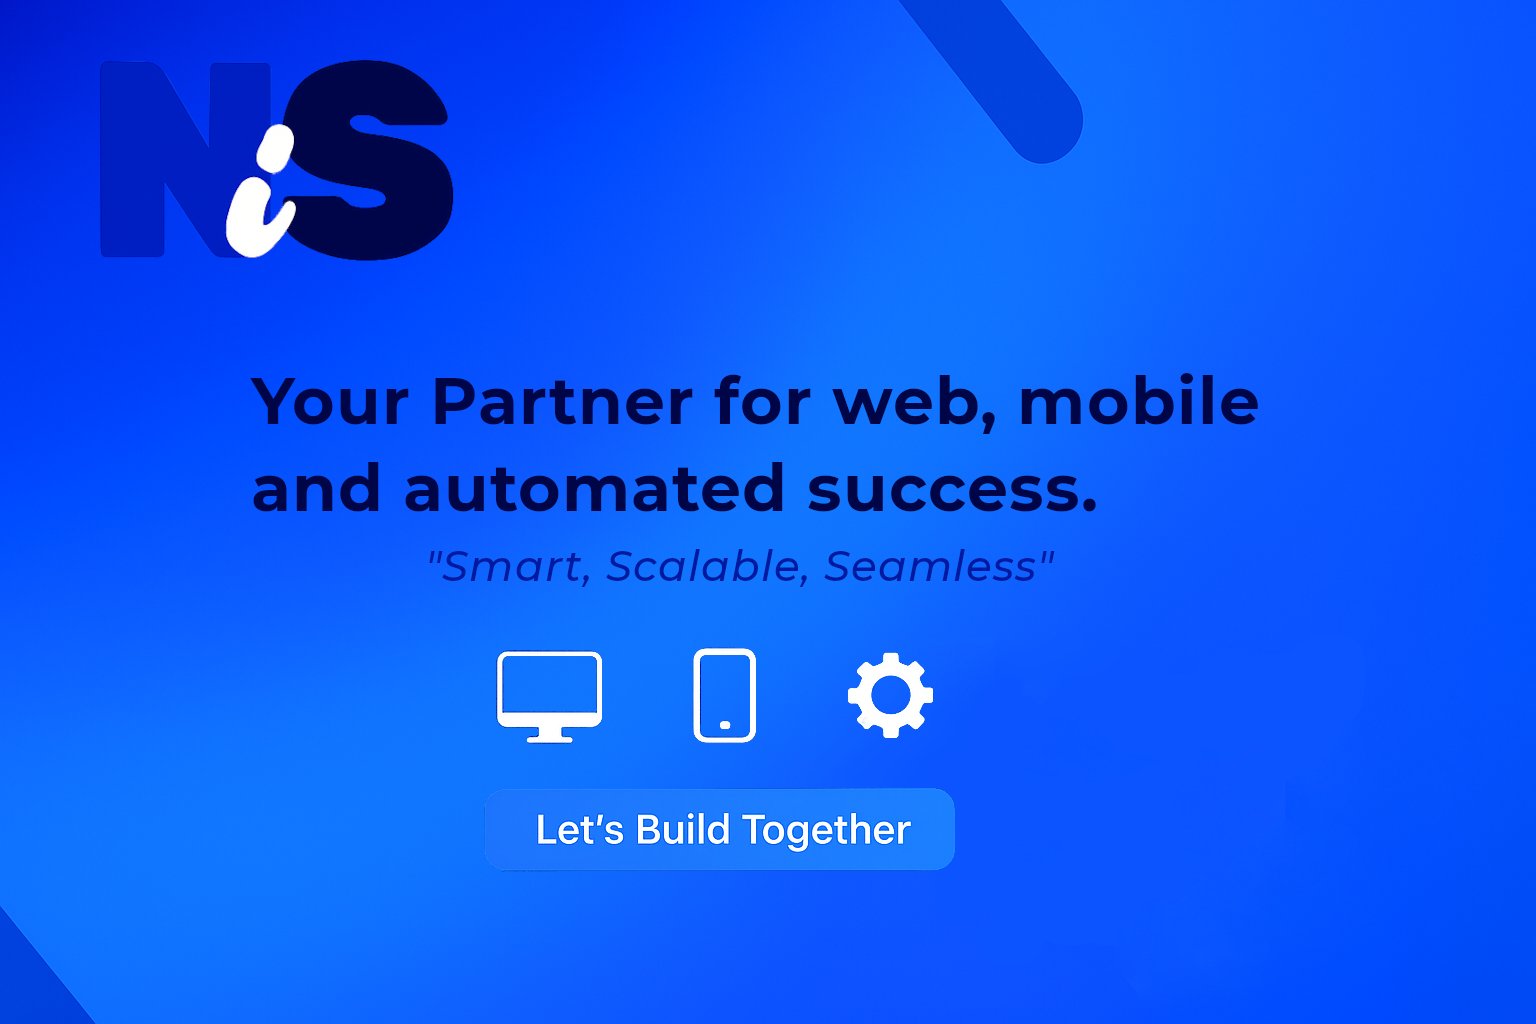 NiS
Your Partner for web, mobile
and automated success.
"Smart, Scalable, Seamless"
Let's Build Together